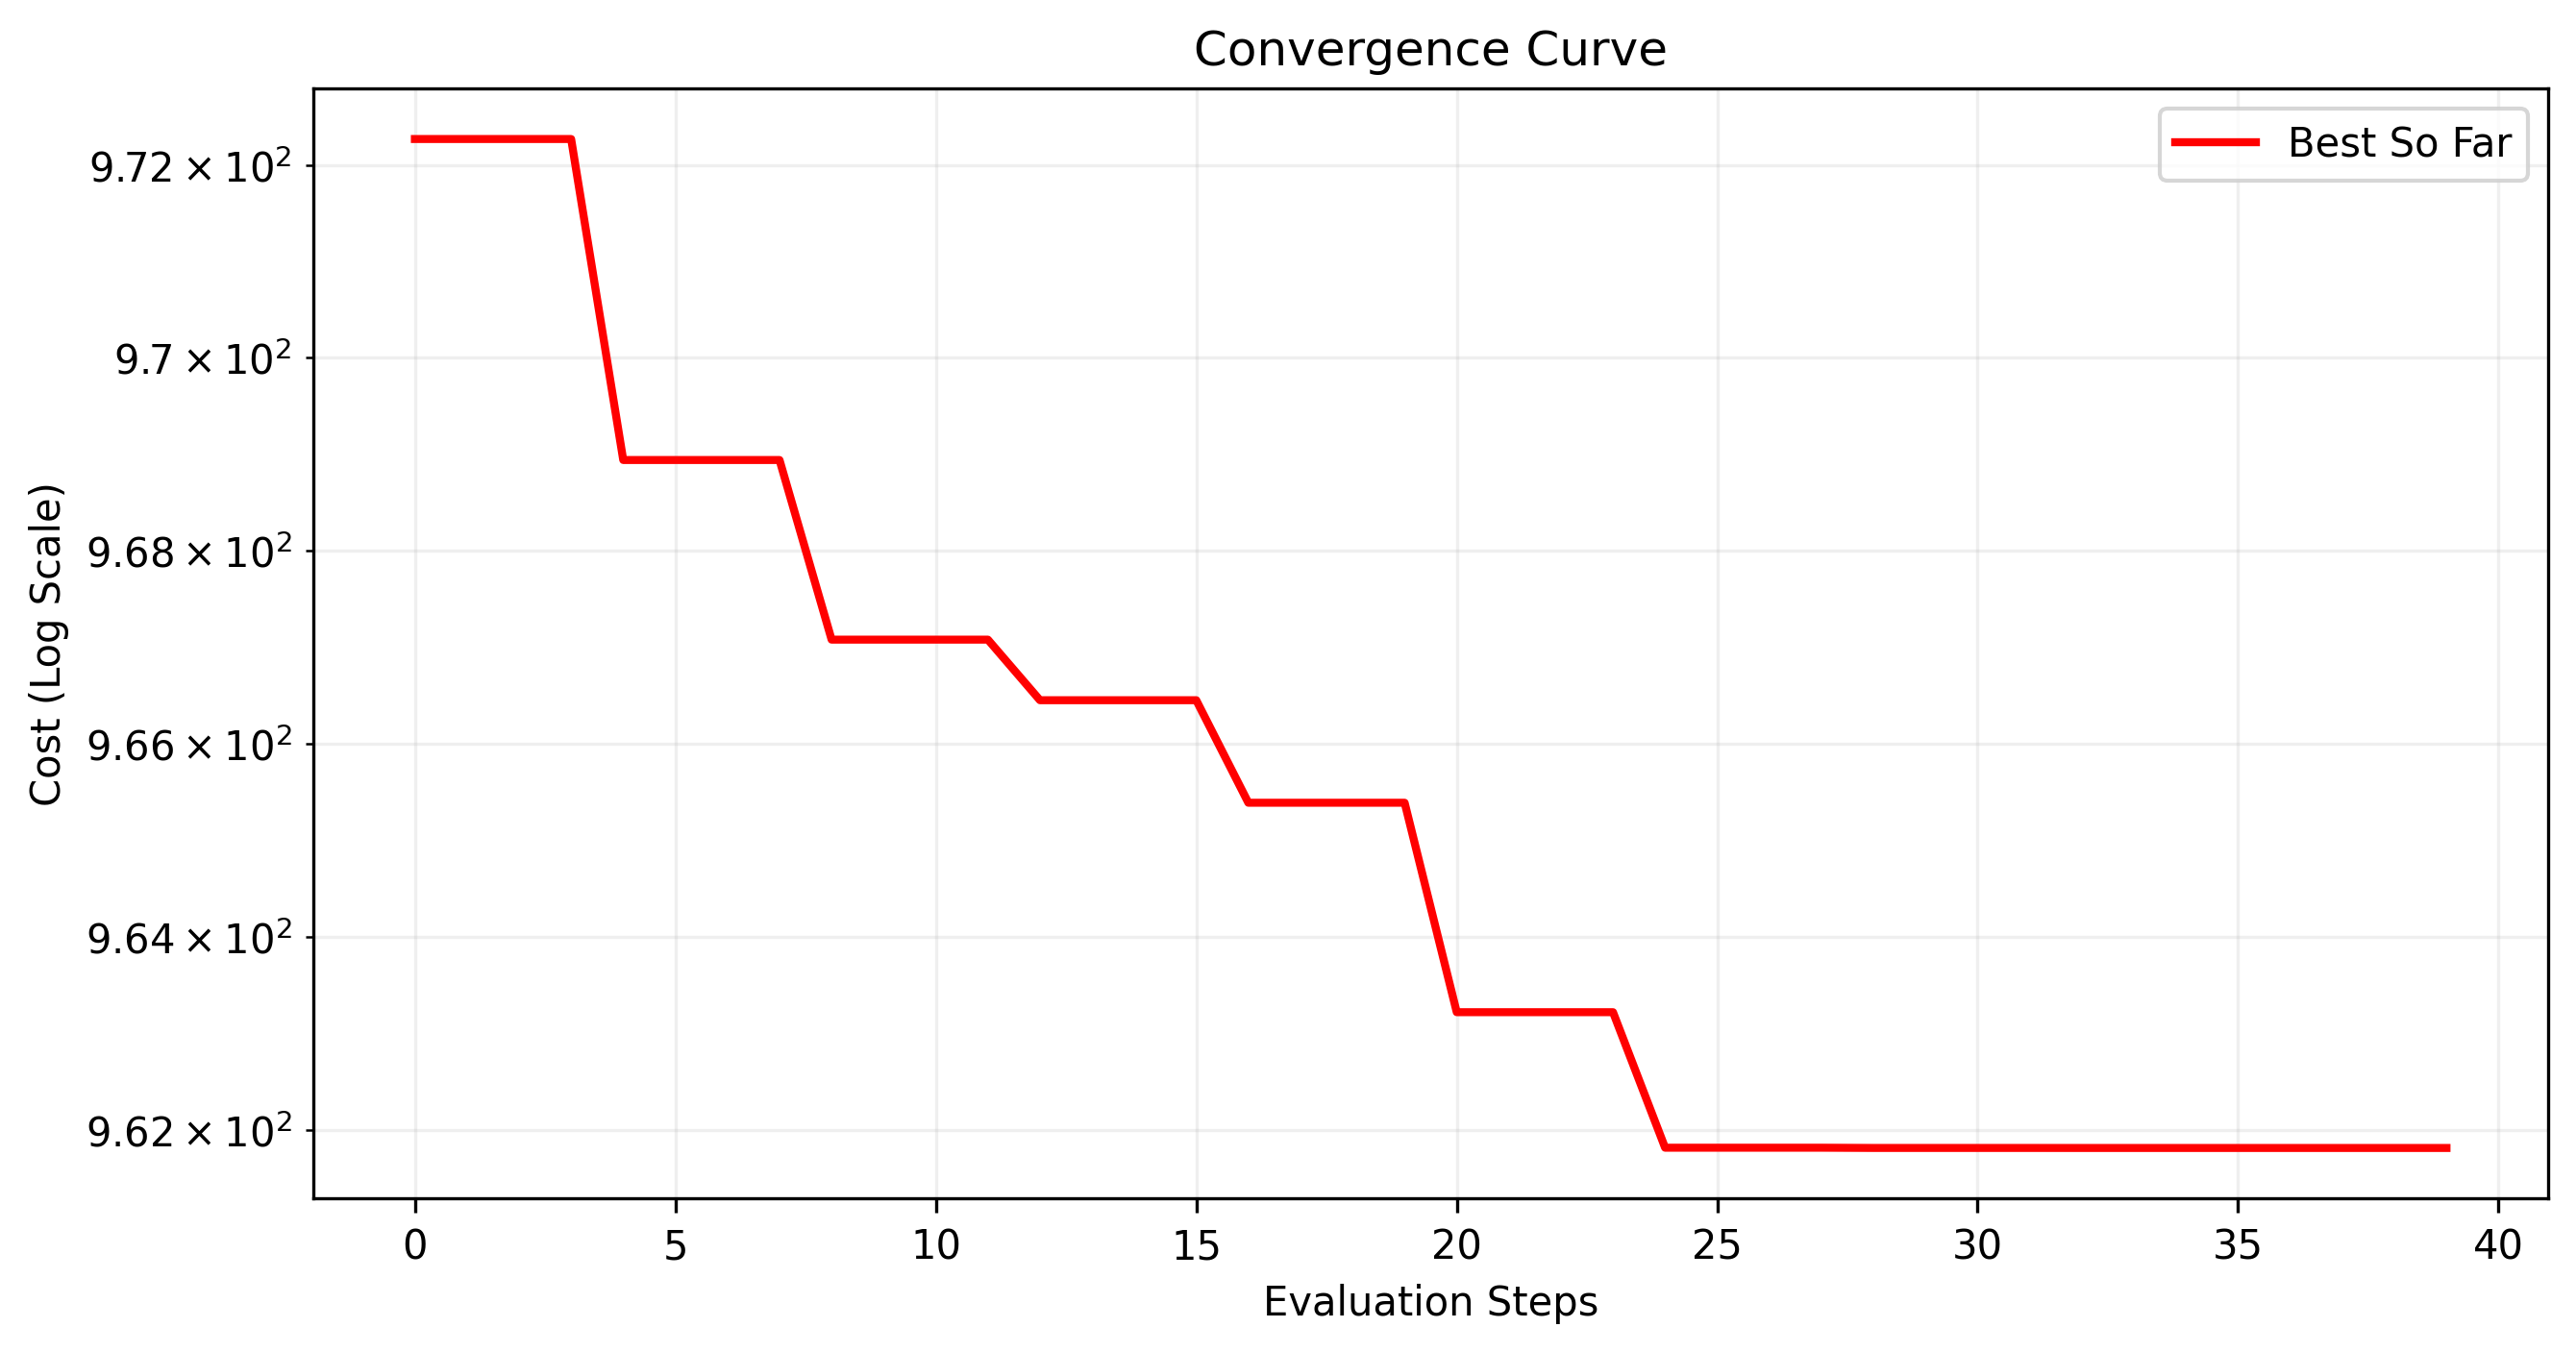 Convergence Curve
Best So Far
9.72 × 10²
9.7 × 10²
9.68 × 10²
9.66 × 10²
9.64 × 10²
9.62 × 10²
Cost (Log Scale)
0 5 10 15 20 25 30 35 40
Evaluation Steps